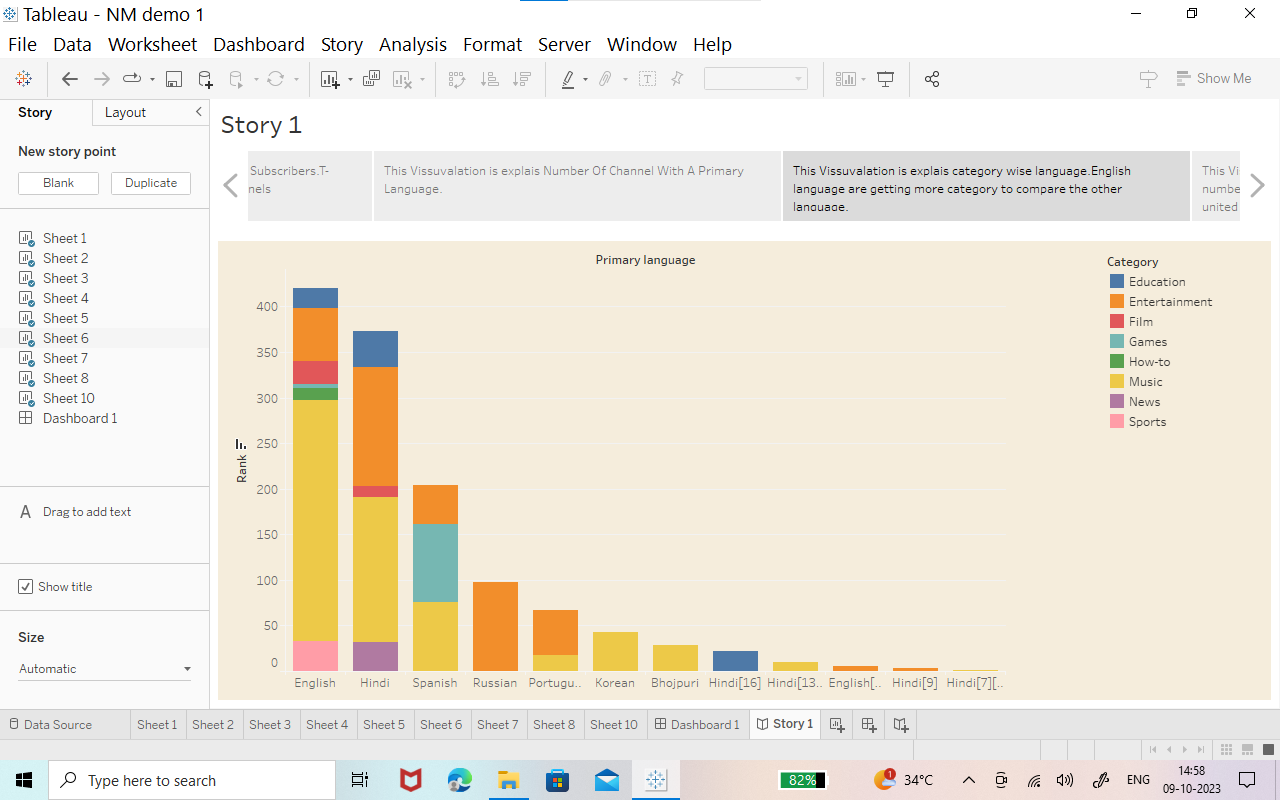 Tableau - NM demo 1
File Data Worksheet Dashboard Story Analysis Format Server Window Help
Show Me
Story Layout
New story point
Blank Duplicate
Sheet 1
Sheet 2
Sheet 3
Sheet 4
Sheet 5
Sheet 6
Sheet 7
Sheet 8
Sheet 10
Dashboard 1
A Drag to add text
Show title
Size
Automatic
Story 1
Subscribers.T-
nels
This Vissuvalation is explais Number Of Channel With A Primary
Language.
This Vissuvalation is explais category wise language.English
language are getting more category to compare the other
language.
This Vi
numbe
united
Primary language
Rank
400
350
300
250
200
150
100
50
0
English Hindi Spanish Russian Portugu.. Korean Bhojpuri Hindi[16] Hindi[13.. English[.. Hindi[9] Hindi[7][..
Category
Education
Entertainment
Film
Games
How-to
Music
News
Sports
Data Source Sheet 1 Sheet 2 Sheet 3 Sheet 4 Sheet 5 Sheet 6 Sheet 7 Sheet 8 Sheet 10 Dashboard 1 Story 1
Type here to search
82%
1
34°C
ENG
14:58
09-10-2023